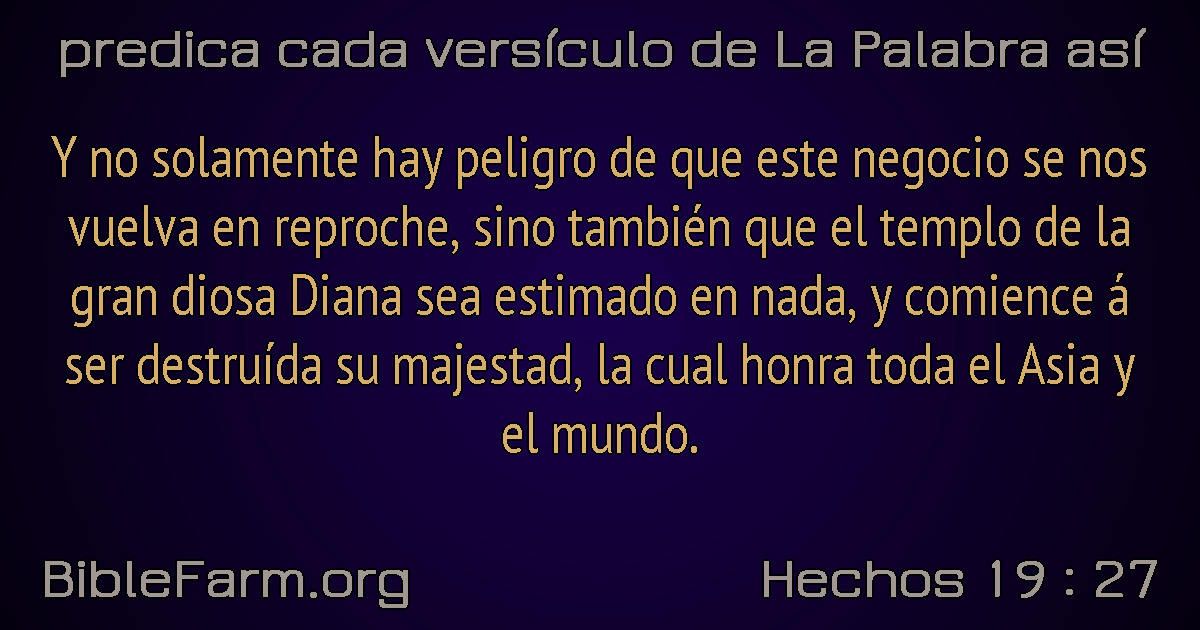 predica cada versículo de La Palabra así
Y no solamente hay peligro de que este negocio se nos
vuelva en reproche, sino también que el templo de la
gran diosa Diana sea estimado en nada, y comience á
ser destruída su majestad, la cual honra toda el Asia y
el mundo.
BibleFarm.org
Hechos 19 : 27